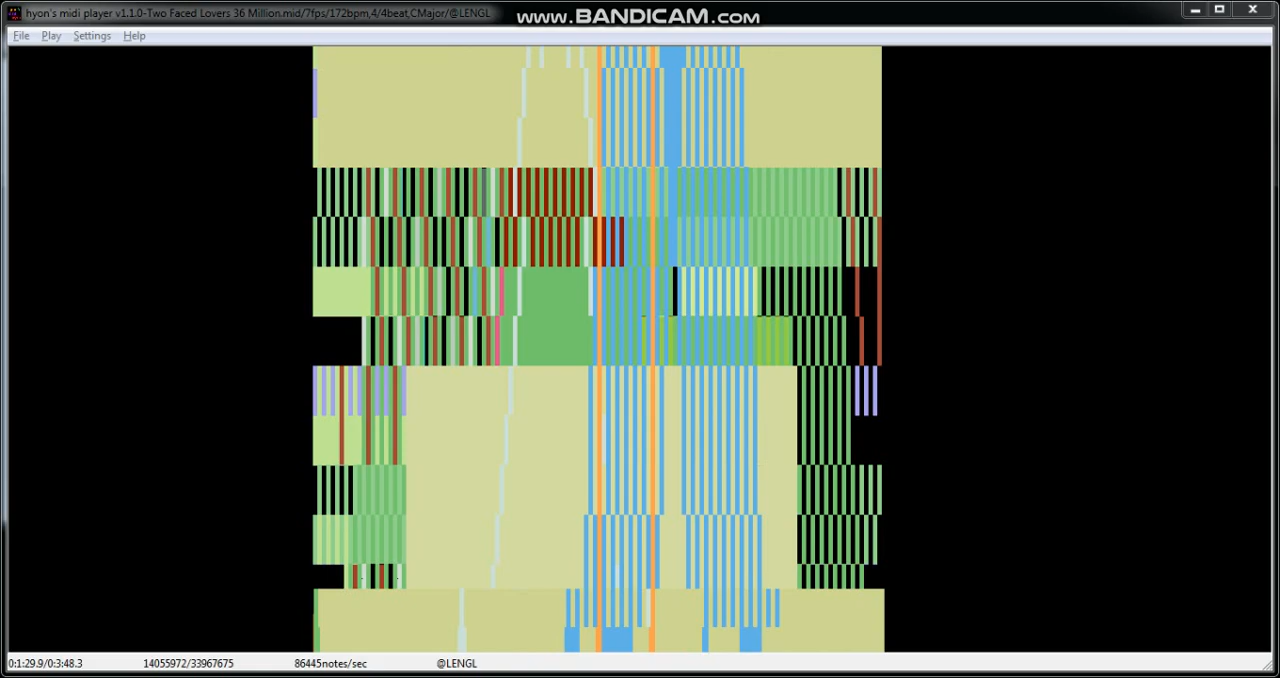 hyon's midi player v1.1.0-Two Faced Lovers 36 Million.mid/7fps/172bpm,4/4beat,CMajor/@LENGL
www.BANDICAM.com
File Play Settings Help
0:1:29.9/0:3:48.3 14055972/33967675 86445notes/sec @LENGL